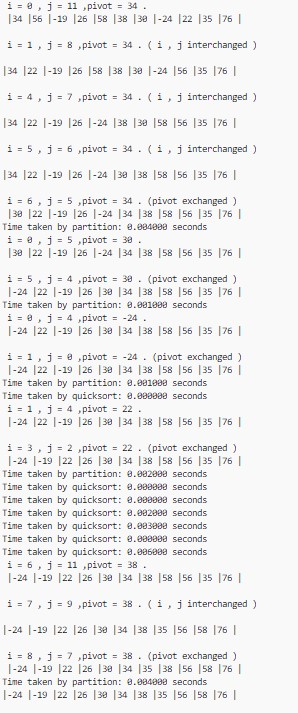 i = 0 , j = 11 ,pivot = 34 .
|34 |56 |-19 |26 |58 |38 |30 |-24 |22 |35 |76 |
i = 1 , j = 8 ,pivot = 34 . ( i , j interchanged )
|34 |22 |-19 |26 |58 |38 |30 |-24 |56 |35 |76 |
i = 4 , j = 7 ,pivot = 34 . ( i , j interchanged )
|34 |22 |-19 |26 |-24 |38 |30 |58 |56 |35 |76 |
i = 5 , j = 6 ,pivot = 34 . ( i , j interchanged )
|34 |22 |-19 |26 |-24 |30 |38 |58 |56 |35 |76 |
i = 6 , j = 5 ,pivot = 34 . (pivot exchanged )
|30 |22 |-19 |26 |-24 |34 |38 |58 |56 |35 |76 |
Time taken by partition: 0.004000 seconds
i = 0 , j = 5 ,pivot = 30 .
|30 |22 |-19 |26 |-24 |34 |38 |58 |56 |35 |76 |
i = 5 , j = 4 ,pivot = 30 . (pivot exchanged )
|-24 |22 |-19 |26 |30 |34 |38 |58 |56 |35 |76 |
Time taken by partition: 0.001000 seconds
i = 0 , j = 4 ,pivot = -24 .
|-24 |22 |-19 |26 |30 |34 |38 |58 |56 |35 |76 |
i = 1 , j = 0 ,pivot = -24 . (pivot exchanged )
|-24 |22 |-19 |26 |30 |34 |38 |58 |56 |35 |76 |
Time taken by partition: 0.001000 seconds
Time taken by quicksort: 0.000000 seconds
i = 1 , j = 4 ,pivot = 22 .
|-24 |22 |-19 |26 |30 |34 |38 |58 |56 |35 |76 |
i = 3 , j = 2 ,pivot = 22 . (pivot exchanged )
|-24 |-19 |22 |26 |30 |34 |38 |58 |56 |35 |76 |
Time taken by partition: 0.002000 seconds
Time taken by quicksort: 0.000000 seconds
Time taken by quicksort: 0.000000 seconds
Time taken by quicksort: 0.002000 seconds
Time taken by quicksort: 0.003000 seconds
Time taken by quicksort: 0.000000 seconds
Time taken by quicksort: 0.006000 seconds
i = 6 , j = 11 ,pivot = 38 .
|-24 |-19 |22 |26 |30 |34 |38 |58 |56 |35 |76 |
i = 7 , j = 9 ,pivot = 38 . ( i , j interchanged )
|-24 |-19 |22 |26 |30 |34 |38 |35 |56 |58 |76 |
i = 8 , j = 7 ,pivot = 38 . (pivot exchanged )
|-24 |-19 |22 |26 |30 |34 |35 |38 |56 |58 |76 |
Time taken by partition: 0.004000 seconds
|-24 |-19 |22 |26 |30 |34 |38 |35 |56 |58 |76 |